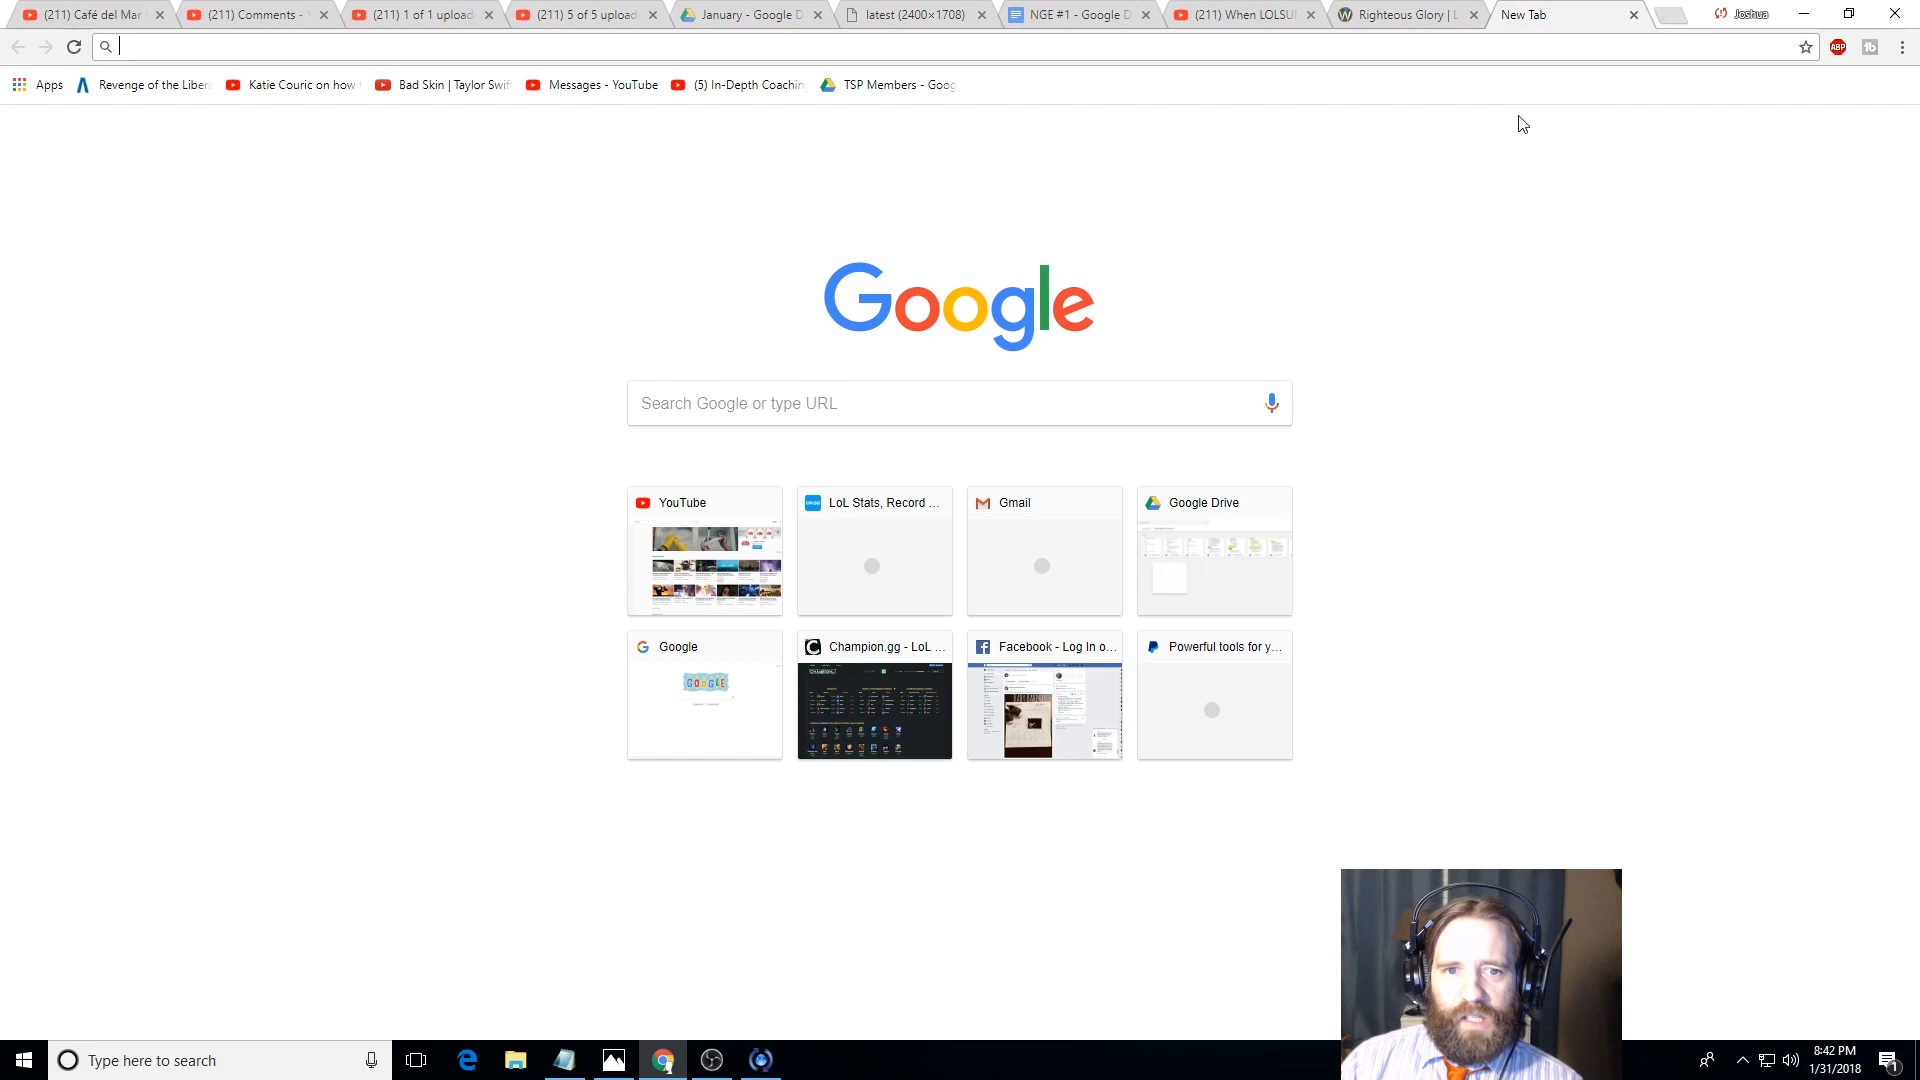 (211) Café del Mar
(211) Comments -
(211) 1 of 1 upload
(211) 5 of 5 upload
January - Google D
latest (2400×1708)
NGE #1 - Google D
(211) When LOLSU
Righteous Glory | L
New Tab
Joshua
ABP
Apps
Revenge of the Libera
Katie Couric on how
Bad Skin | Taylor Swif
Messages - YouTube
(5) In-Depth Coachin
TSP Members - Goog
Google
Search Google or type URL
YouTube
LoL Stats, Record ...
Gmail
Google Drive
Google
Champion.gg - LoL ...
Facebook - Log In o...
Powerful tools for y...
GOOGLE
Type here to search
8:42 PM
1/31/2018
1